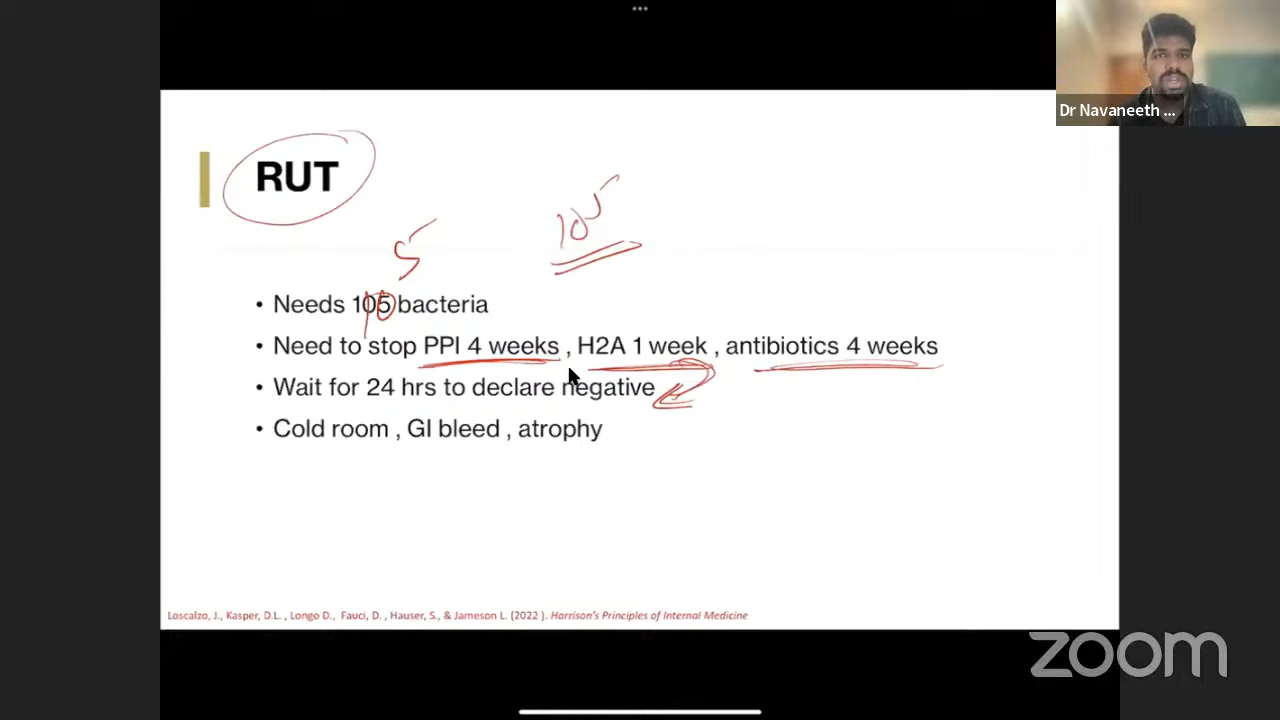 Dr Navaneeth ...
RUT
5
10⁵
10
• Needs 105 bacteria
• Need to stop PPI 4 weeks , H2A 1 week , antibiotics 4 weeks
• Wait for 24 hrs to declare negative
• Cold room , GI bleed , atrophy
Loscalzo, J., Kasper, D.L. , Longo D., Fauci, D. , Hauser, S., & Jameson L. (2022 ). Harrison's Principles of Internal Medicine
zoom